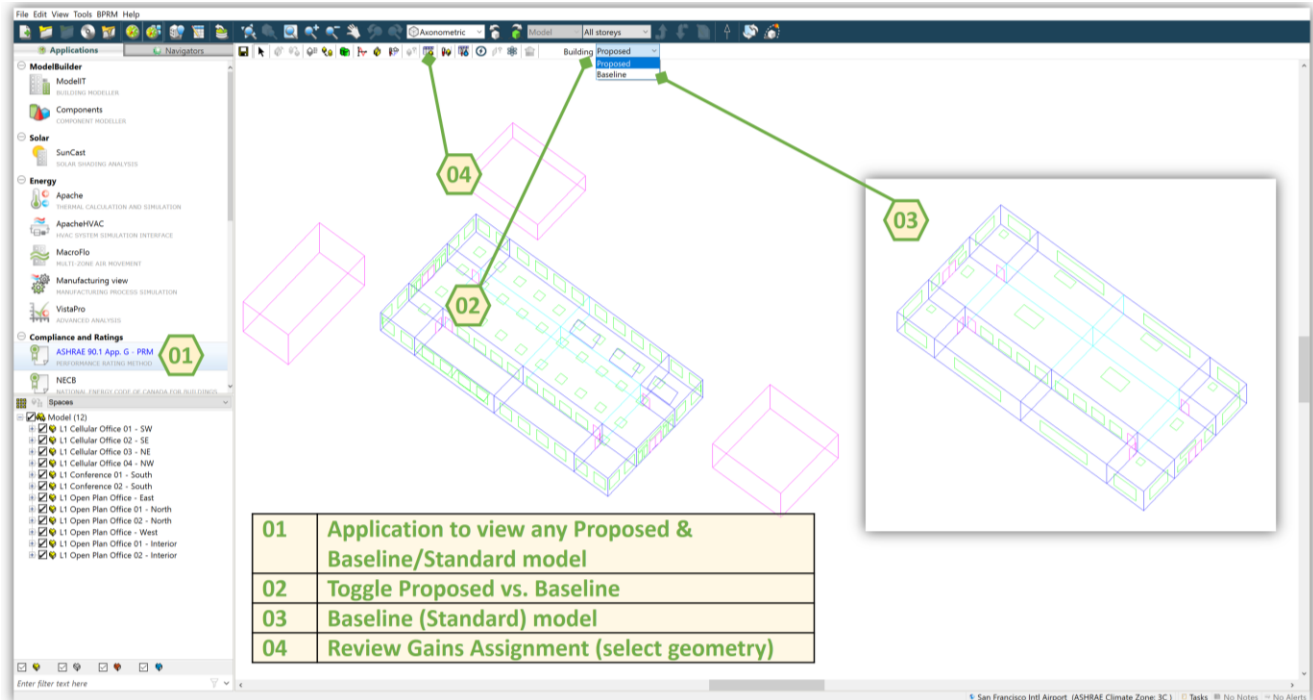 File Edit View Tools BPRM Help
Axonometric
Model
All storeys
Applications
Navigators
Building Proposed
Proposed
Baseline
ModelBuilder
ModelIT
BUILDING MODELLER
Components
COMPONENT MODELLER
Solar
SunCast
SOLAR SHADING ANALYSIS
Energy
Apache
THERMAL CALCULATION AND SIMULATION
ApacheHVAC
HVAC SYSTEM SIMULATION INTERFACE
MacroFlo
MULTI-ZONE AIR MOVEMENT
Manufacturing view
MANUFACTURING PROCESS SIMULATION
VistaPro
ADVANCED ANALYSIS
Compliance and Ratings
ASHRAE 90.1 App. G - PRM
PERFORMANCE RATING METHOD
NECB
NATIONAL ENERGY CODE OF CANADA FOR BUILDINGS
01
04
02
03
Spaces
Model (12)
L1 Cellular Office 01 - SW
L1 Cellular Office 02 - SE
L1 Cellular Office 03 - NE
L1 Cellular Office 04 - NW
L1 Conference 01 - South
L1 Conference 02 - South
L1 Open Plan Office - East
L1 Open Plan Office 01 - North
L1 Open Plan Office 02 - North
L1 Open Plan Office - West
L1 Open Plan Office 01 - Interior
L1 Open Plan Office 02 - Interior
01 Application to view any Proposed &
Baseline/Standard model
02 Toggle Proposed vs. Baseline
03 Baseline (Standard) model
04 Review Gains Assignment (select geometry)
Enter filter text here
San Francisco Intl Airport (ASHRAE Climate Zone: 3C) Tasks No Notes No Alerts